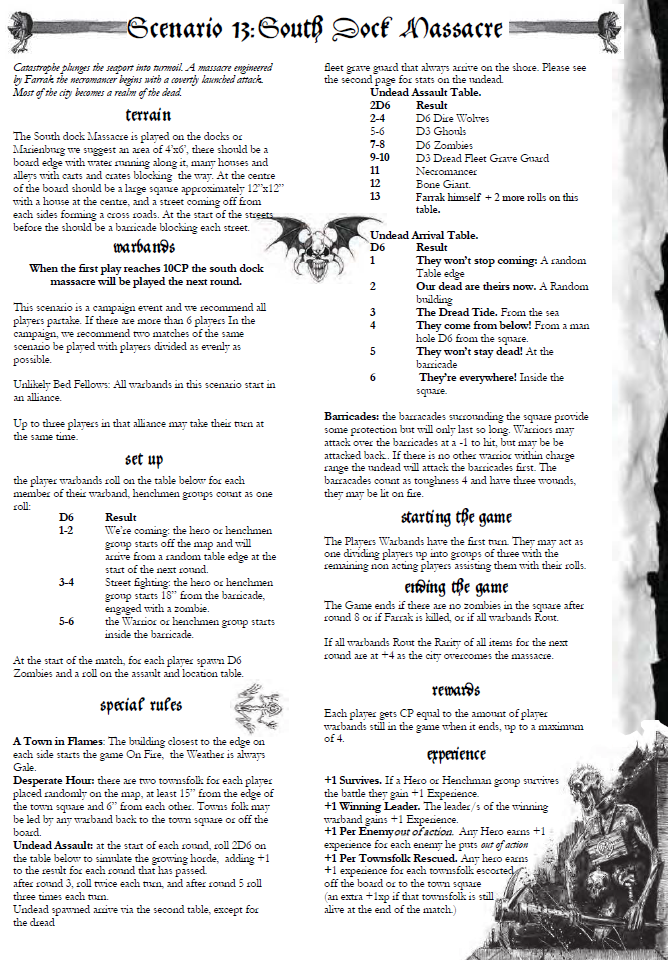 Scenario 13:South Dock Massacre
Catastrophe plunges the seaport into turmoil. A massacre engineered
by Farrak the necromancer begins with a covertly launched attack.
Most of the city becomes a realm of the dead.
terrain
The South dock Massacre is played on the docks or
Marienburg we suggest an area of 4'x6', there should be a
board edge with water running along it, many houses and
alleys with carts and crates blocking the way. At the centre
of the board should be a large sqaure approximately 12"x12"
with a house at the centre, and a street coming off from
each sides forming a cross roads. At the start of the streets
before the should be a barricade blocking each street.
warbands
When the first play reaches 10CP the south dock
massacre will be played the next round.
This scenario is a campaign event and we recommend all
players partake. If there are more than 6 players In the
campaign, we recommend two matches of the same
scenario be played with players divided as evenly as
possible.
Unlikely Bed Fellows: All warbands in this scenario start in
an alliance.
Up to three players in that alliance may take their turn at
the same time.
set up
the player warbands roll on the table below for each
member of their warband, henchmen groups count as one
roll:
D6 Result
1-2 We're coming: the hero or henchmen
group starts off the map and will
arrive from a random table edge at the
start of the next round.
3-4 Street fighting: the hero or henchmen
group starts 18" from the barricade,
engaged with a zombie.
5-6 the Warrior or henchmen group starts
inside the barricade.
At the start of the match, for each player spawn D6
Zombies and a roll on the assault and location table.
special rules
A Town in Flames: The building closest to the edge on
each side starts the game On Fire, the Weather is always
Gale.
Desperate Hour: there are two townsfolk for each player
placed randomly on the map, at least 15" from the edge of
the town square and 6" from each other. Towns folk may
be led by any warband back to the town square or off the
board.
Undead Assault: at the start of each round, roll 2D6 on
the table below to simulate the growing horde, adding +1
to the result for each round that has passed.
after round 3, roll twice each turn, and after round 5 roll
three times each turn.
Undead spawned arrive via the second table, except for
the dread
fleet grave guard that always arrive on the shore. Please see
the second page for stats on the undead.
Undead Assault Table.
2D6 Result
2-4 D6 Dire Wolves
5-6 D3 Ghouls
7-8 D6 Zombies
9-10 D3 Dread Fleet Grave Guard
11 Necromancer
12 Bone Giant.
13 Farrak himself + 2 more rolls on this
table.
Undead Arrival Table.
D6 Result
1 They won't stop coming: A random
Table edge
2 Our dead are theirs now. A Random
building
3 The Dread Tide. From the sea
4 They come from below! From a man
hole D6 from the square.
5 They won't stay dead! At the
barricade
6 They're everywhere! Inside the
square.
Barricades: the baracades surrounding the square provide
some protection but will only last so long. Warriors may
attack over the barricades at a -1 to hit, but may be be
attacked back.. If there is no other warrior within charge
range the undead will attack the barricades first. The
baracades count as toughness 4 and have three wounds,
they may be lit on fire.
starting the game
The Players Warbands have the first turn. They may act as
one dividing players up into groups of three with the
remaining non acting players assisting them with their rolls.
ending the game
The Game ends if there are no zombies in the square after
round 8 or if Farrak is killed, or if all warbands Rout.
If all warbands Rout the Rarity of all items for the next
round are at +4 as the city overcomes the massacre.
rewards
Each player gets CP equal to the amount of player
warbands still in the game when it ends, up to a maximum
of 4.
experience
+1 Survives. If a Hero or Henchman group survives
the battle they gain +1 Experience.
+1 Winning Leader. The leader/s of the winning
warband gains +1 Experience.
+1 Per Enemy out of action. Any Hero earns +1
experience for each enemy he puts out of action
+1 Per Townsfolk Rescued. Any hero earns
+1 experience for each townsfolk escorted
off the board or to the town square
(an extra +1xp if that townsfolk is still
alive at the end of the match.)